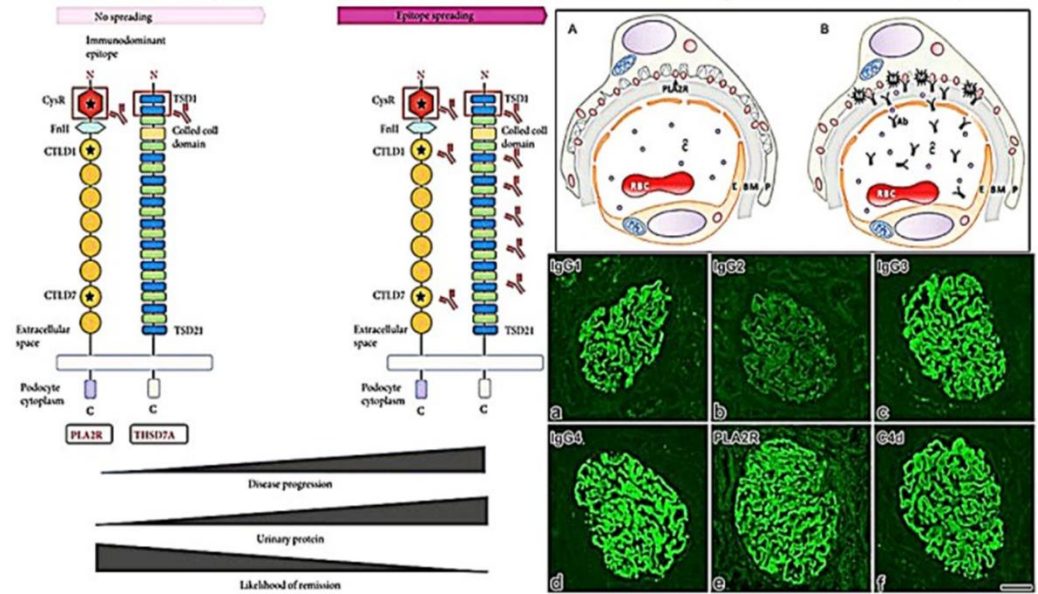 No spreading
Epitope spreading
Immunodominant
epitope
N
N
CysR
TSD1
FnII
Coiled coil
domain
CTLD1
CTLD7
Extracellular
space
TSD21
Podocyte
cytoplasm
C
C
PLA2R
THSD7A
N
N
CysR
TSD1
FnII
Coiled coil
domain
CTLD1
CTLD7
Extracellular
space
TSD21
Podocyte
cytoplasm
C
C
Disease progression
Urinary protein
Likelihood of remission
A
PLA2R
RBC
E
BM
P
B
Ab
RBC
E
BM
P
IgG1
a
IgG2
b
IgG3
c
IgG4
d
PLA2R
e
C4d
f